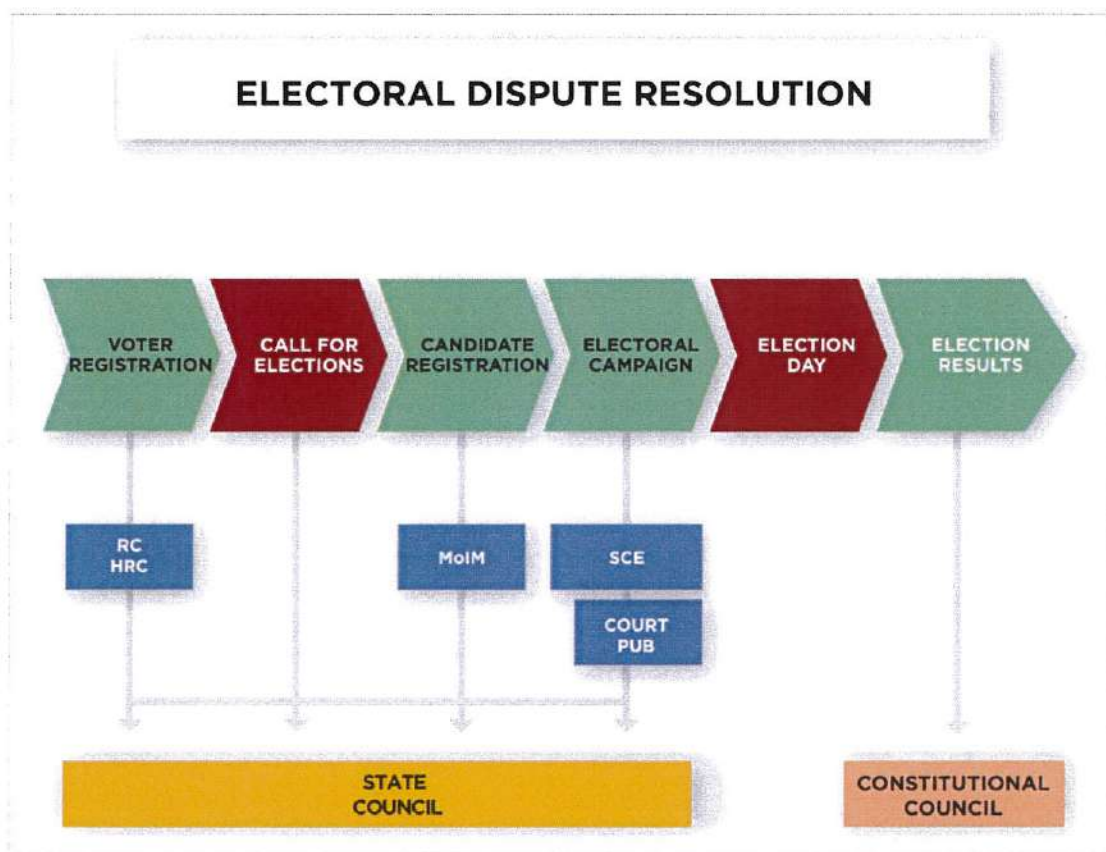 ELECTORAL DISPUTE RESOLUTION
VOTER
REGISTRATION
CALL FOR
ELECTIONS
CANDIDATE
REGISTRATION
ELECTORAL
CAMPAIGN
ELECTION
DAY
ELECTION
RESULTS
RC
HRC
MoIM
SCE
COURT
PUB
STATE
COUNCIL
CONSTITUTIONAL
COUNCIL